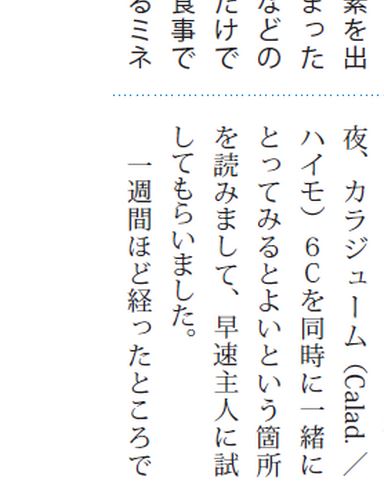 素を出
まった
などの
だけで
食事で
るミネ
夜、カラジューム（Calad. ／
ハイモ）６Ｃを同時に一緒に
とってみるとよいという箇所
を読みまして、早速主人に試
してもらいました。
一週間ほど経ったところで